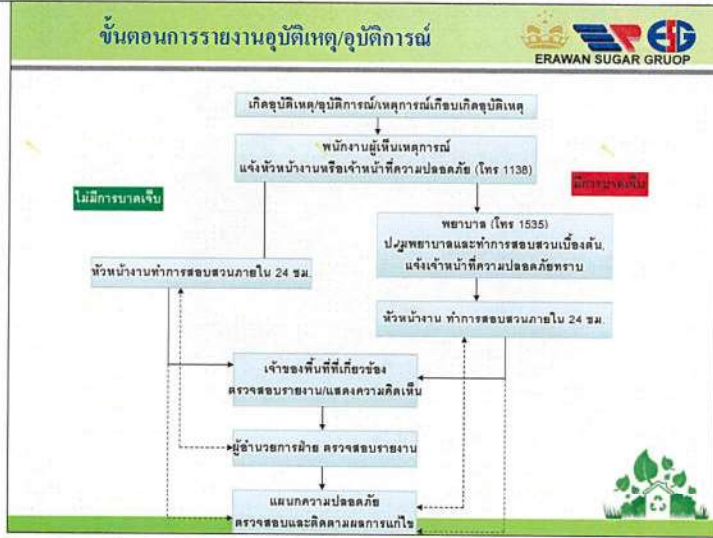 ขั้นตอนการรายงานอุบัติเหตุ/อุบัติการณ์
ERAWAN SUGAR GRUOP
เกิดอุบัติเหตุ/อุบัติการณ์/เหตุการณ์เกือบเกิดอุบัติเหตุ
พนักงานผู้เห็นเหตุการณ์
แจ้งหัวหน้างานหรือเจ้าหน้าที่ความปลอดภัย (โทร 1138)
ไม่มีการบาดเจ็บ
มีการบาดเจ็บ
พยาบาล (โทร 1535)
ปฐมพยาบาลและทำการสอบสวนเบื้องต้น,
แจ้งเจ้าหน้าที่ความปลอดภัยทราบ
หัวหน้างานทำการสอบสวนภายใน 24 ชม.
หัวหน้างาน ทำการสอบสวนภายใน 24 ชม.
เจ้าของพื้นที่ที่เกี่ยวข้อง
ตรวจสอบรายงาน/แสดงความคิดเห็น
ผู้อำนวยการฝ่าย ตรวจสอบรายงาน
แผนกความปลอดภัย
ตรวจสอบและติดตามผลการแก้ไข